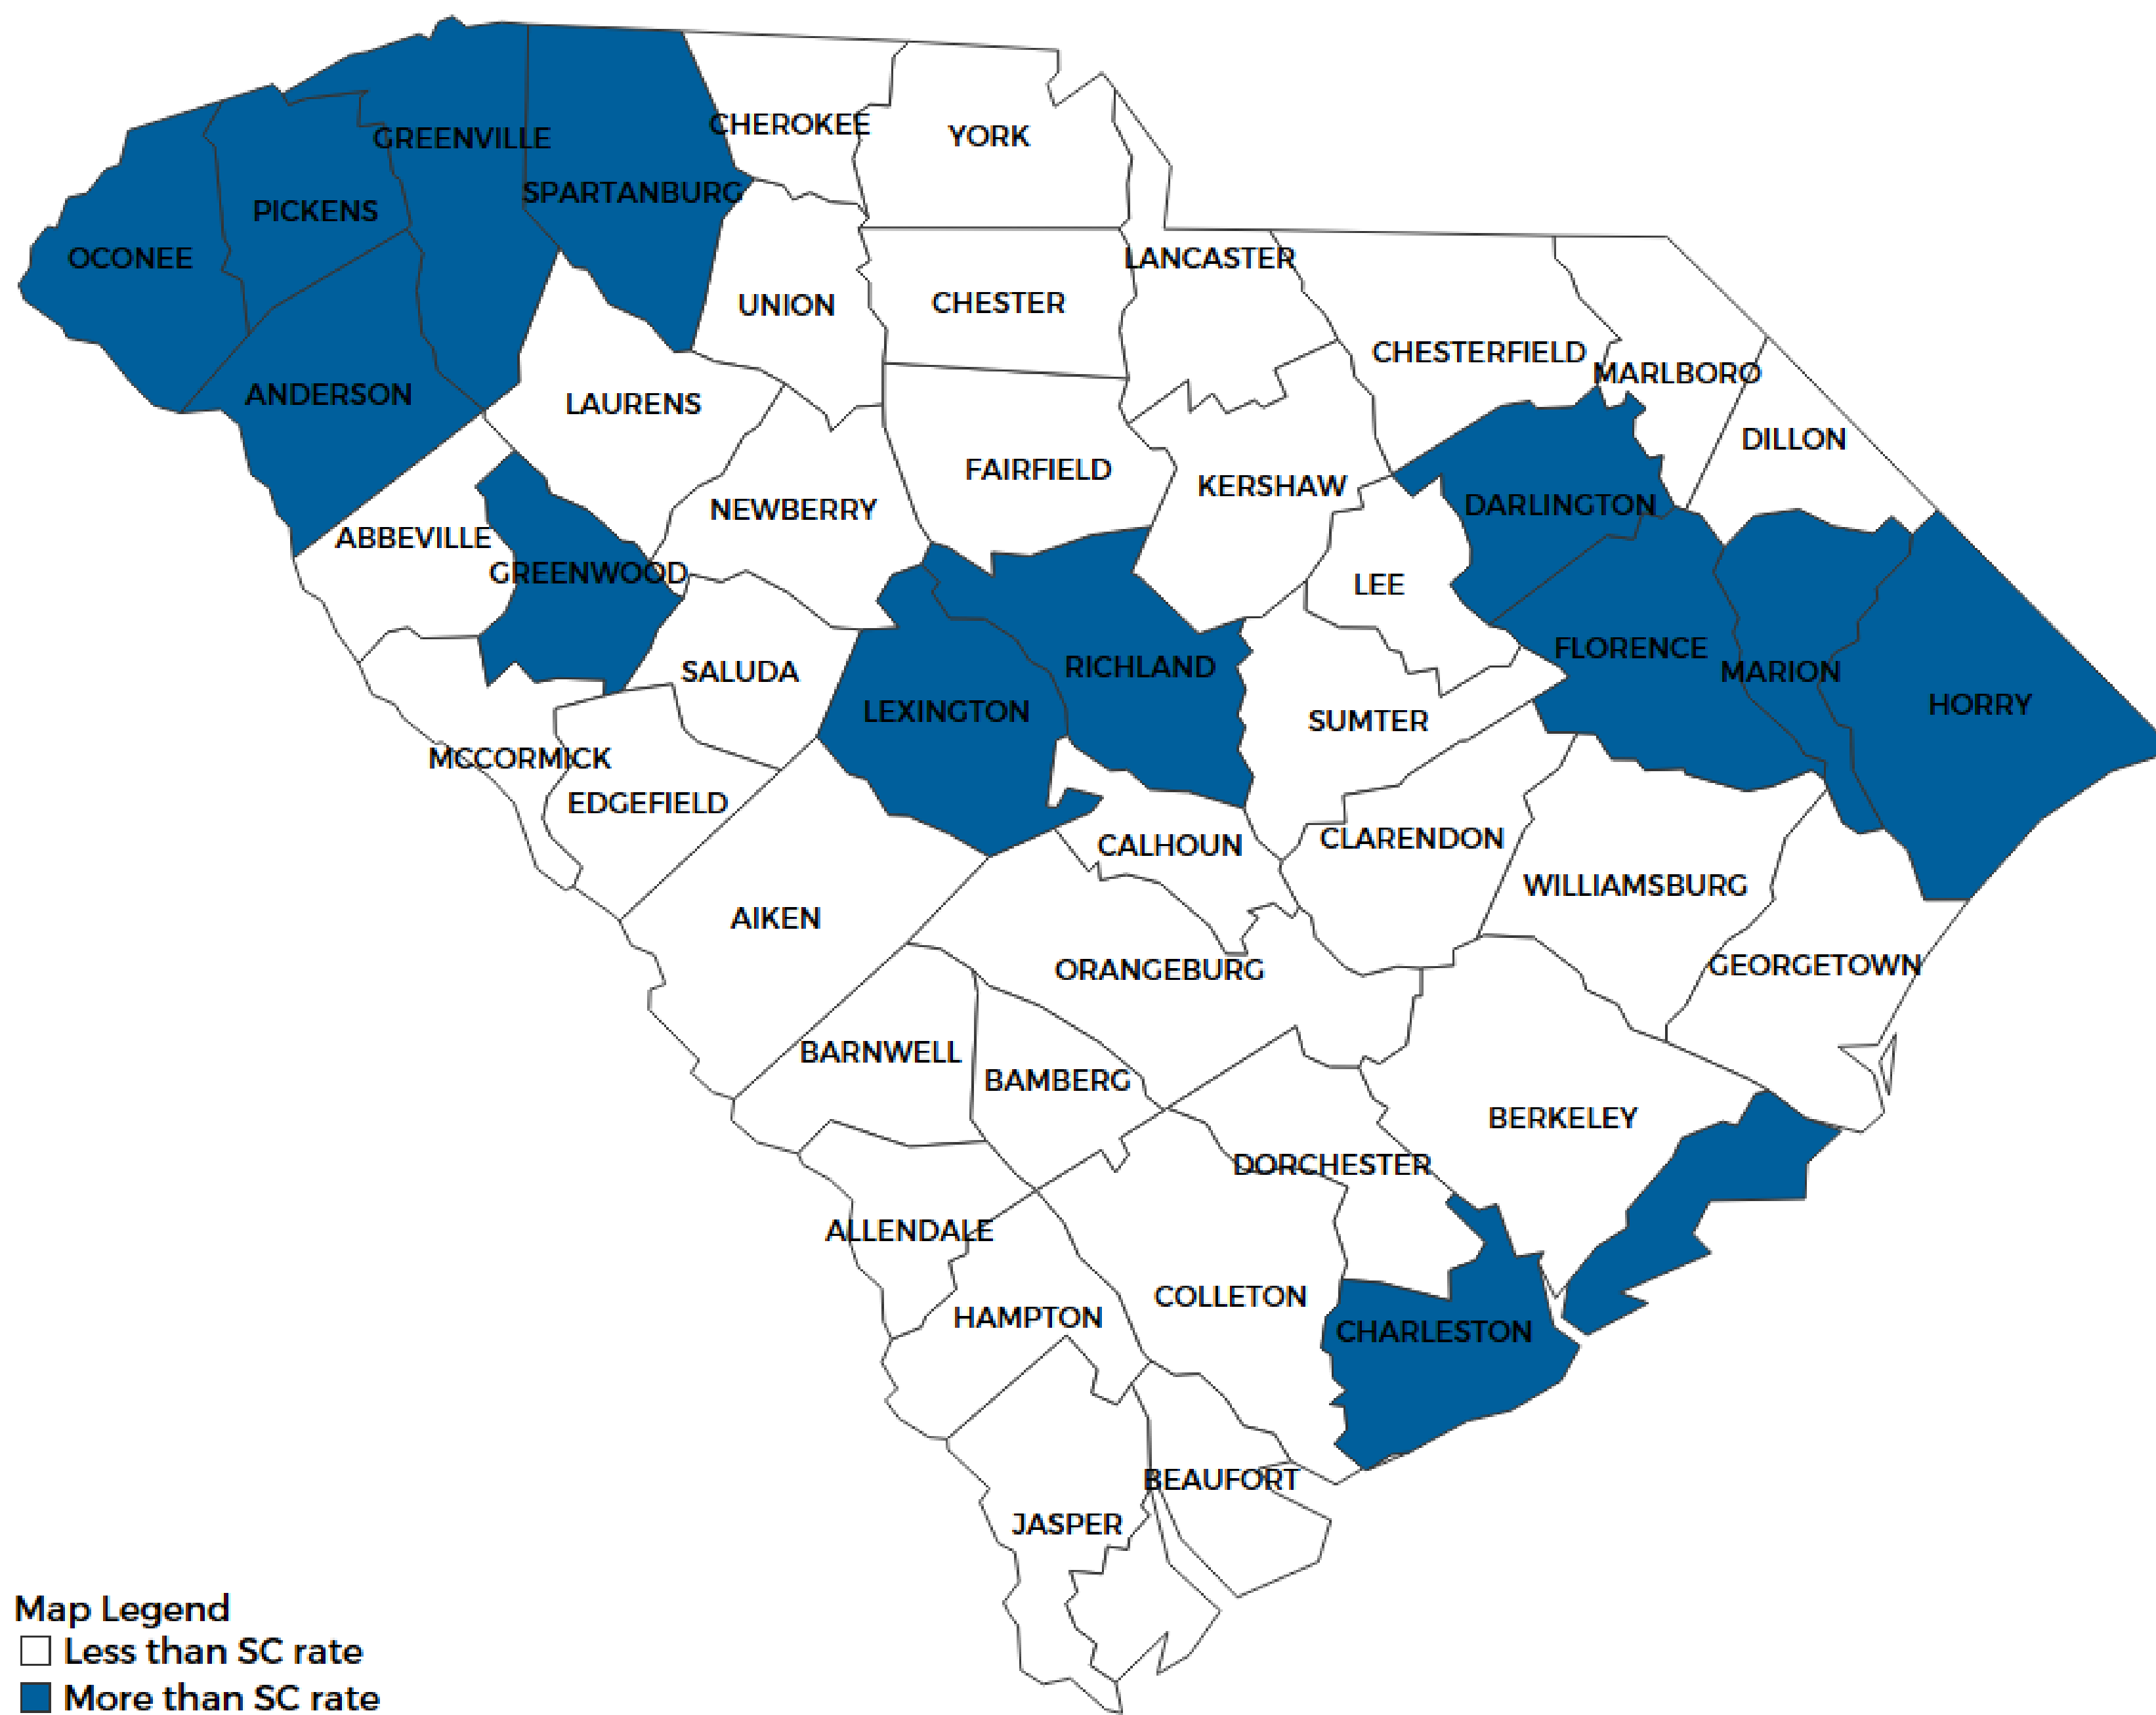 CHEROKEE
YORK
GREENVILLE
SPARTANBURG
PICKENS
OCONEE
LANCASTER
UNION
CHESTER
CHESTERFIELD
MARLBORO
ANDERSON
LAURENS
DILLON
FAIRFIELD
KERSHAW
DARLINGTON
NEWBERRY
ABBEVILLE
GREENWOOD
LEE
FLORENCE
RICHLAND
SALUDA
MARION
HORRY
LEXINGTON
SUMTER
MCCORMICK
EDGEFIELD
CLARENDON
CALHOUN
WILLIAMSBURG
AIKEN
GEORGETOWN
ORANGEBURG
BARNWELL
BAMBERG
BERKELEY
DORCHESTER
ALLENDALE
COLLETON
HAMPTON
CHARLESTON
BEAUFORT
JASPER
Map Legend
Less than SC rate
More than SC rate